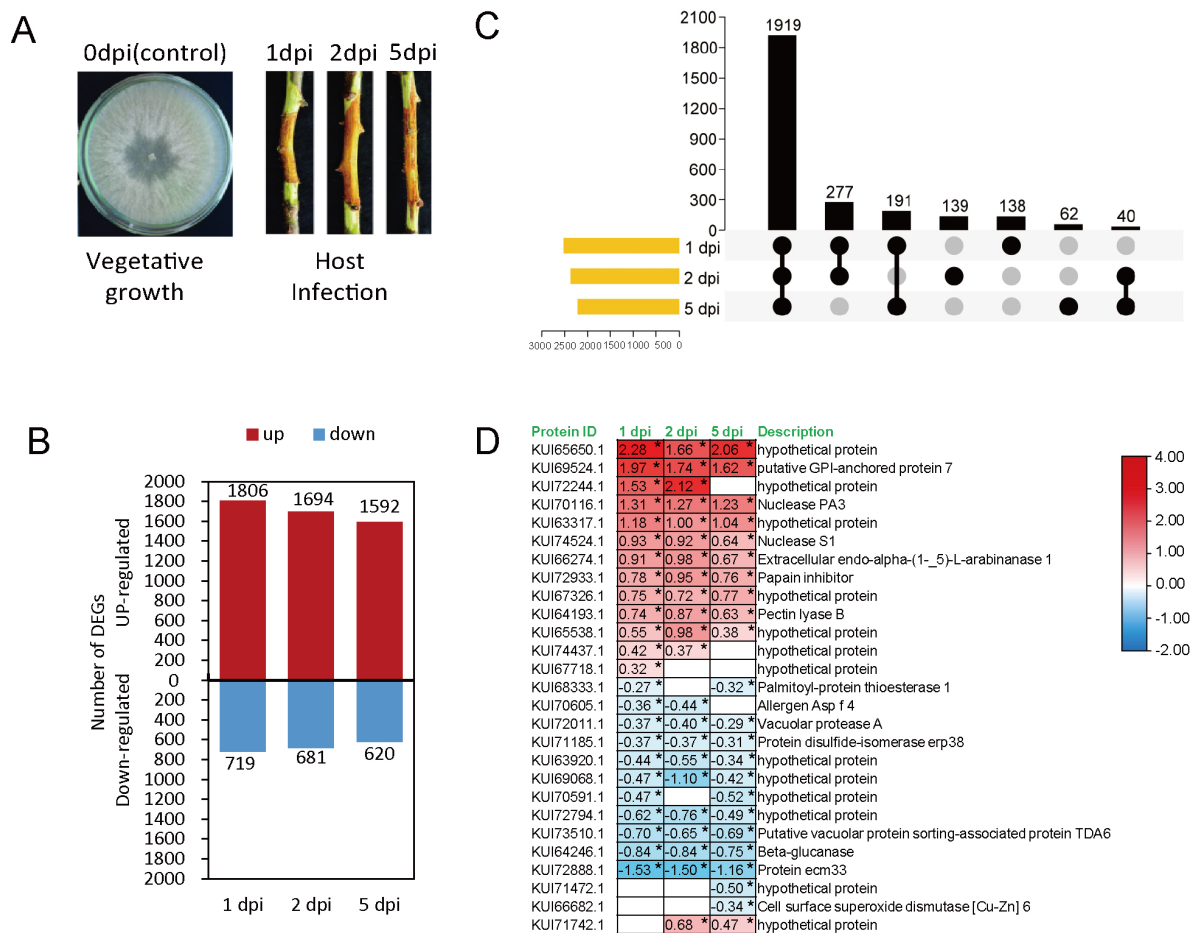 A
0dpi(control)
1dpi 2dpi 5dpi
Vegetative
growth
Host
Infection
B
up down
Number of DEGs
UP-regulated
Down-regulated
2000
1800
1600
1400
1200
1000
800
600
400
200
0
200
400
600
800
1000
1200
1400
1600
1800
2000
1806 1694 1592
719 681 620
1 dpi 2 dpi 5 dpi
C
2100
1800
1500
1200
900
600
300
0
1919 277 191 139 138 62 40
1 dpi
2 dpi
5 dpi
3000 2500 2000 1500 1000 500 0
D
Protein ID 1 dpi 2 dpi 5 dpi Description
KUI65650.1 2.28 * 1.66 * 2.06 * hypothetical protein
KUI69524.1 1.97 * 1.74 * 1.62 * putative GPI-anchored protein 7
KUI72244.1 1.53 * 2.12 * hypothetical protein
KUI70116.1 1.31 * 1.27 * 1.23 * Nuclease PA3
KUI63317.1 1.18 * 1.00 * 1.04 * hypothetical protein
KUI74524.1 0.93 * 0.92 * 0.64 * Nuclease S1
KUI66274.1 0.91 * 0.98 * 0.67 * Extracellular endo-alpha-(1-_5)-L-arabinanase 1
KUI72933.1 0.78 * 0.95 * 0.76 * Papain inhibitor
KUI67326.1 0.75 * 0.72 * 0.77 * hypothetical protein
KUI64193.1 0.74 * 0.87 * 0.63 * Pectin lyase B
KUI65538.1 0.55 * 0.98 * 0.38 * hypothetical protein
KUI74437.1 0.42 * 0.37 * hypothetical protein
KUI67718.1 0.32 * hypothetical protein
KUI68333.1 -0.27 * -0.32 * Palmitoyl-protein thioesterase 1
KUI70605.1 -0.36 * -0.44 * Allergen Asp f 4
KUI72011.1 -0.37 * -0.40 * -0.29 * Vacuolar protease A
KUI71185.1 -0.37 * -0.37 * -0.31 * Protein disulfide-isomerase erp38
KUI63920.1 -0.44 * -0.55 * -0.34 * hypothetical protein
KUI69068.1 -0.47 * -1.10 * -0.42 * hypothetical protein
KUI70591.1 -0.47 * -0.52 * hypothetical protein
KUI72794.1 -0.62 * -0.76 * -0.49 * hypothetical protein
KUI73510.1 -0.70 * -0.65 * -0.69 * Putative vacuolar protein sorting-associated protein TDA6
KUI64246.1 -0.84 * -0.84 * -0.75 * Beta-glucanase
KUI72888.1 -1.53 * -1.50 * -1.16 * Protein ecm33
KUI71472.1 -0.50 * hypothetical protein
KUI66682.1 -0.34 * Cell surface superoxide dismutase [Cu-Zn] 6
KUI71742.1 0.68 * 0.47 * hypothetical protein
4.00
3.00
2.00
1.00
0.00
-1.00
-2.00